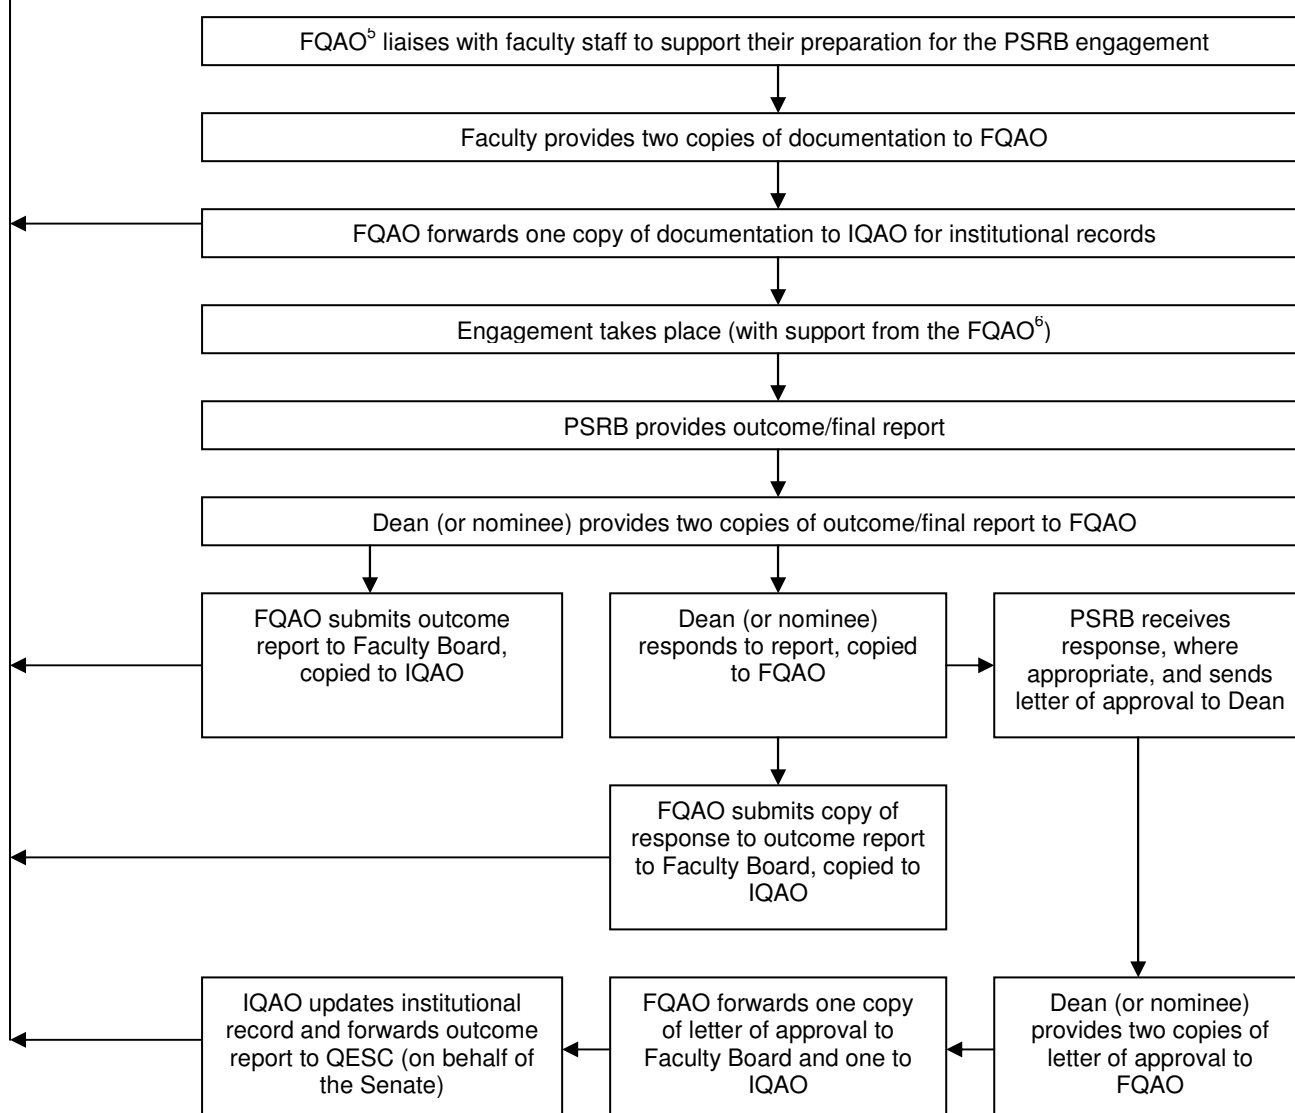 FQAO⁵ liaises with faculty staff to support their preparation for the PSRB engagement
Faculty provides two copies of documentation to FQAO
FQAO forwards one copy of documentation to IQAO for institutional records
Engagement takes place (with support from the FQAO⁶)
PSRB provides outcome/final report
Dean (or nominee) provides two copies of outcome/final report to FQAO
FQAO submits outcome
report to Faculty Board,
copied to IQAO
Dean (or nominee)
responds to report, copied
to FQAO
PSRB receives
response, where
appropriate, and sends
letter of approval to Dean
FQAO submits copy of
response to outcome report
to Faculty Board, copied to
IQAO
IQAO updates institutional
record and forwards outcome
report to QESC (on behalf of
the Senate)
FQAO forwards one copy
of letter of approval to
Faculty Board and one to
IQAO
Dean (or nominee)
provides two copies of
letter of approval to
FQAO